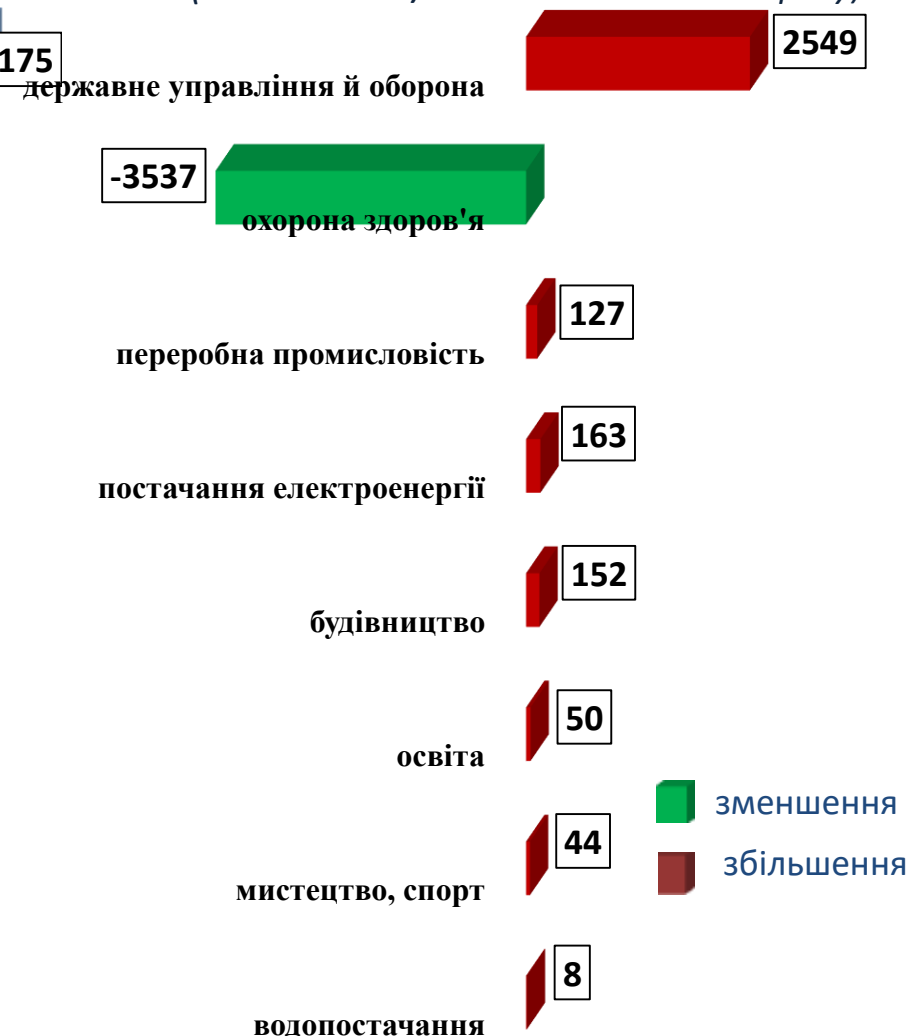 175
2549
державне управління й оборона
-3537
охорона здоров'я
127
переробна промисловість
163
постачання електроенергії
152
будівництво
50
освіта
зменшення
44
збільшення
мистецтво, спорт
8
водопостачання